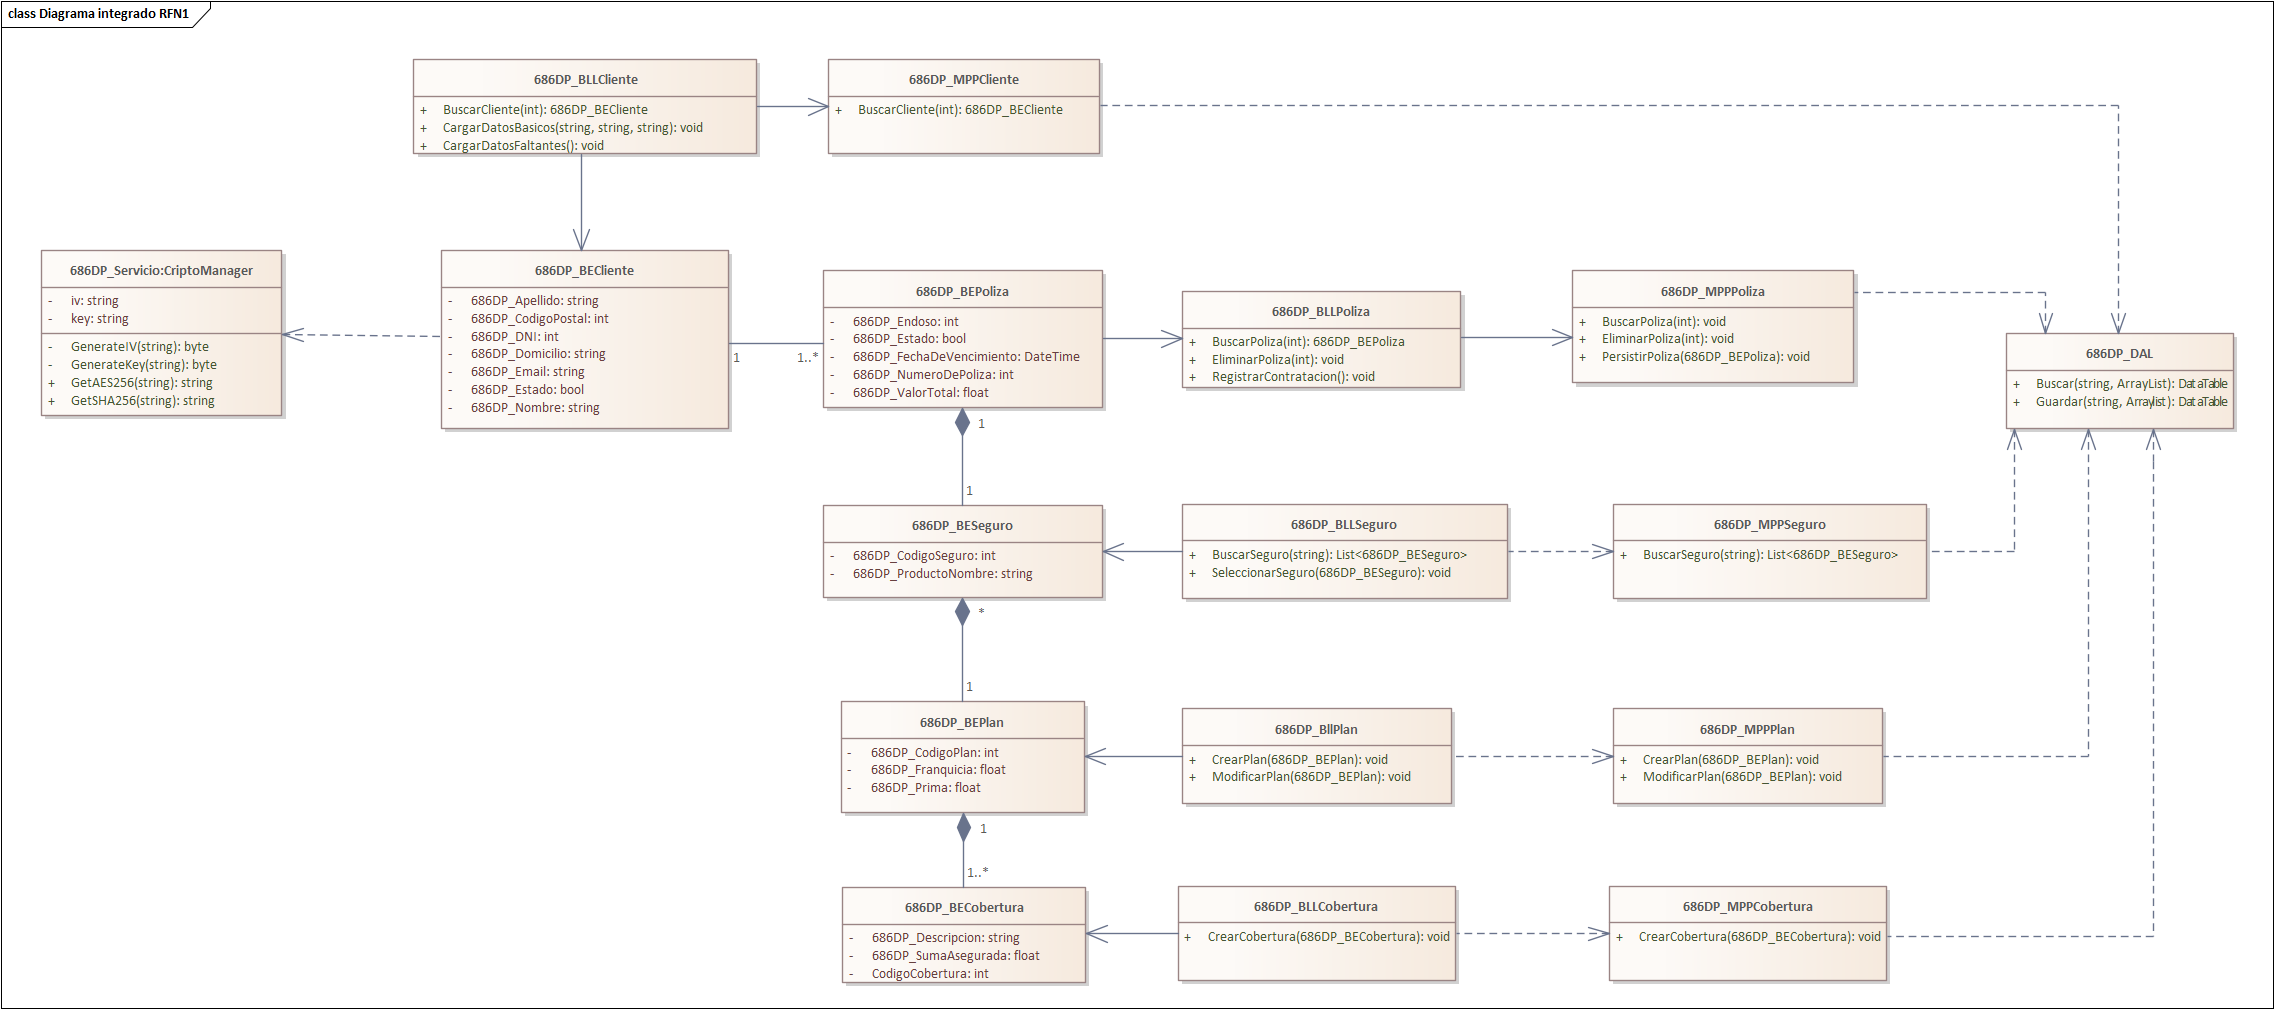 class Diagrama integrado RFN1
686DP_BLLCliente
+ BuscarCliente(int): 686DP_BECliente
+ CargarDatosBasicos(string, string, string): void
+ CargarDatosFaltantes(): void
686DP_MPPCliente
+ BuscarCliente(int): 686DP_BECliente
686DP_Servicio:CriptoManager
- iv: string
- key: string
- GenerateIV(string): byte
- GenerateKey(string): byte
+ GetAES256(string): string
+ GetSHA256(string): string
686DP_BECliente
- 686DP_Apellido: string
- 686DP_CodigoPostal: int
- 686DP_DNI: int
- 686DP_Domicilio: string
- 686DP_Email: string
- 686DP_Estado: bool
- 686DP_Nombre: string
1
1..*
686DP_BEPoliza
- 686DP_Endoso: int
- 686DP_Estado: bool
- 686DP_FechaDeVencimiento: DateTime
- 686DP_NumeroDePoliza: int
- 686DP_ValorTotal: float
686DP_BLLPoliza
+ BuscarPoliza(int): 686DP_BEPoliza
+ EliminarPoliza(int): void
+ RegistrarContratacion(): void
686DP_MPPPoliza
+ BuscarPoliza(int): void
+ EliminarPoliza(int): void
+ PersistirPoliza(686DP_BEPoliza): void
686DP_DAL
+ Buscar(string, ArrayList): DataTable
+ Guardar(string, Arraylist): DataTable
1
1
686DP_BESeguro
- 686DP_CodigoSeguro: int
- 686DP_ProductoNombre: string
686DP_BLLSeguro
+ BuscarSeguro(string): List<686DP_BESeguro>
+ SeleccionarSeguro(686DP_BESeguro): void
686DP_MPPSeguro
+ BuscarSeguro(string): List<686DP_BESeguro>
*
1
686DP_BEPlan
- 686DP_CodigoPlan: int
- 686DP_Franquicia: float
- 686DP_Prima: float
686DP_BllPlan
+ CrearPlan(686DP_BEPlan): void
+ ModificarPlan(686DP_BEPlan): void
686DP_MPPPlan
+ CrearPlan(686DP_BEPlan): void
+ ModificarPlan(686DP_BEPlan): void
1
1..*
686DP_BECobertura
- 686DP_Descripcion: string
- 686DP_SumaAsegurada: float
- CodigoCobertura: int
686DP_BLLCobertura
+ CrearCobertura(686DP_BECobertura): void
686DP_MPPCobertura
+ CrearCobertura(686DP_BECobertura): void